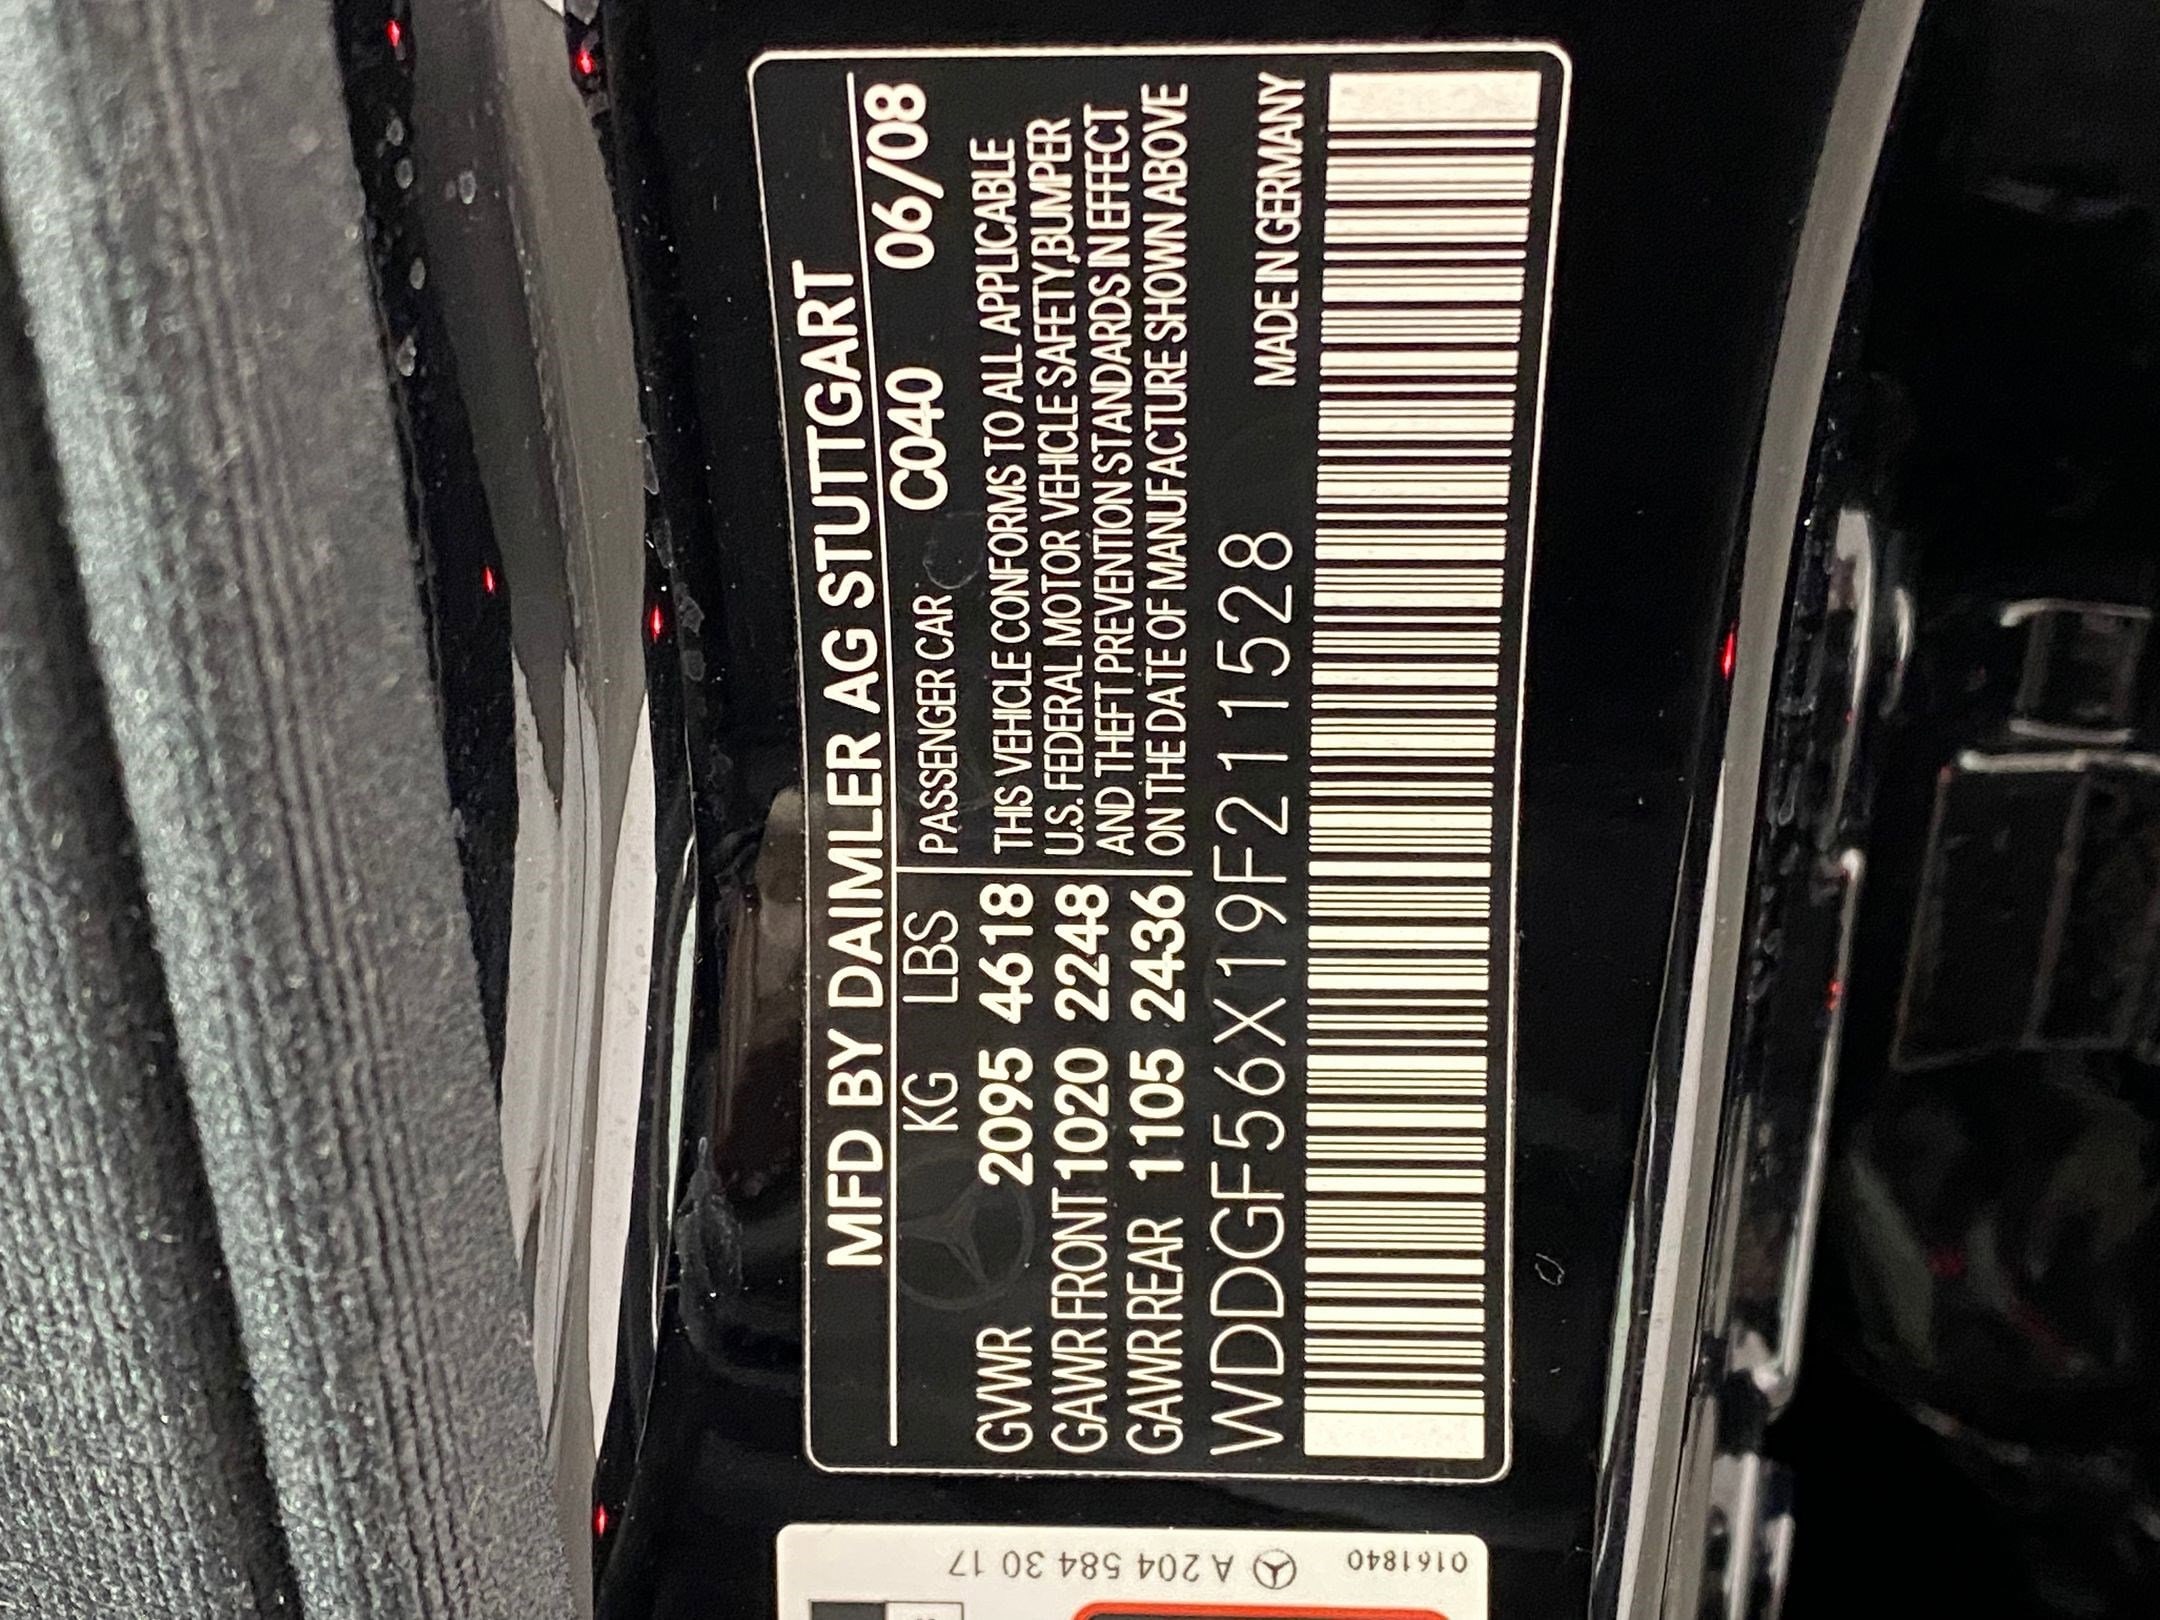 MFD BY DAIMLER AG STUTTGART
KG LBS PASSENGER CAR C040 06/08
GVWR 2095 4618 THIS VEHICLE CONFORMS TO ALL APPLICABLE
GAWR FRONT 1020 2248 U.S. FEDERAL MOTOR VEHICLE SAFETY,BUMPER
GAWR REAR 1105 2436 AND THEFT PREVENTION STANDARDS IN EFFECT
ON THE DATE OF MANUFACTURE SHOWN ABOVE
WDDGF56X19F211528 MADE IN GERMANY
A 204 584 30 17
0161840